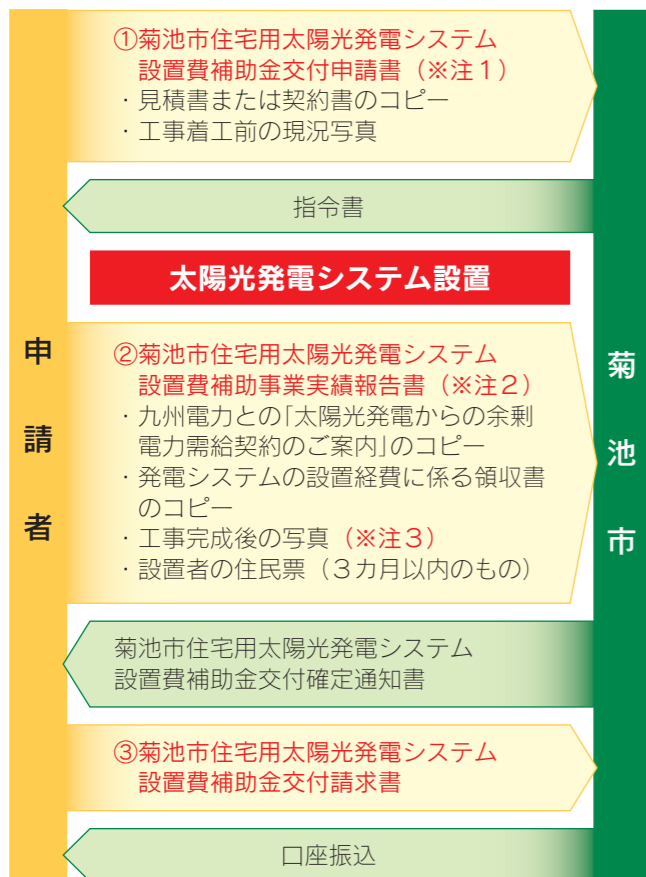 ①菊池市住宅用太陽光発電システム
設置費補助金交付申請書（※注１）
・見積書または契約書のコピー
・工事着工前の現況写真
指令書
太陽光発電システム設置
申請者
②菊池市住宅用太陽光発電システム
設置費補助事業実績報告書（※注２）
・九州電力との「太陽光発電からの余剰
電力需給契約のご案内」のコピー
・発電システムの設置経費に係る領収書
のコピー
・工事完成後の写真（※注３）
・設置者の住民票（３カ月以内のもの）
菊池市
菊池市住宅用太陽光発電システム
設置費補助金交付確定通知書
③菊池市住宅用太陽光発電システム
設置費補助金交付請求書
口座振込